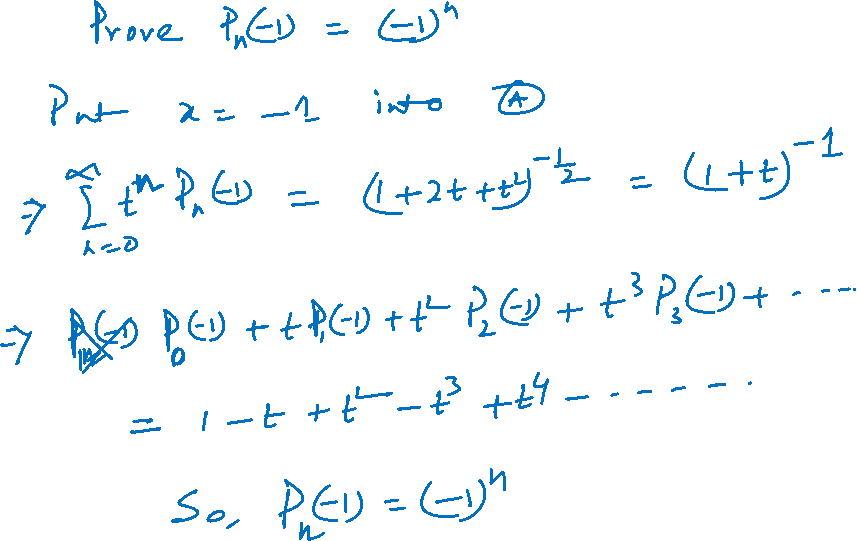 Prove Pₙ(-1) = (-1)ⁿ
Put x = -1 into Ⓐ
⇒ ∑_{n=0}^{∞} tⁿ Pₙ(-1) = (1+2t+t²)^{-1/2} = (1+t)^{-1}
⇒ P₀(-1) + t P₁(-1) + t² P₂(-1) + t³ P₃(-1) + ....
= 1 - t + t² - t³ + t⁴ - ......
So, Pₙ(-1) = (-1)ⁿ